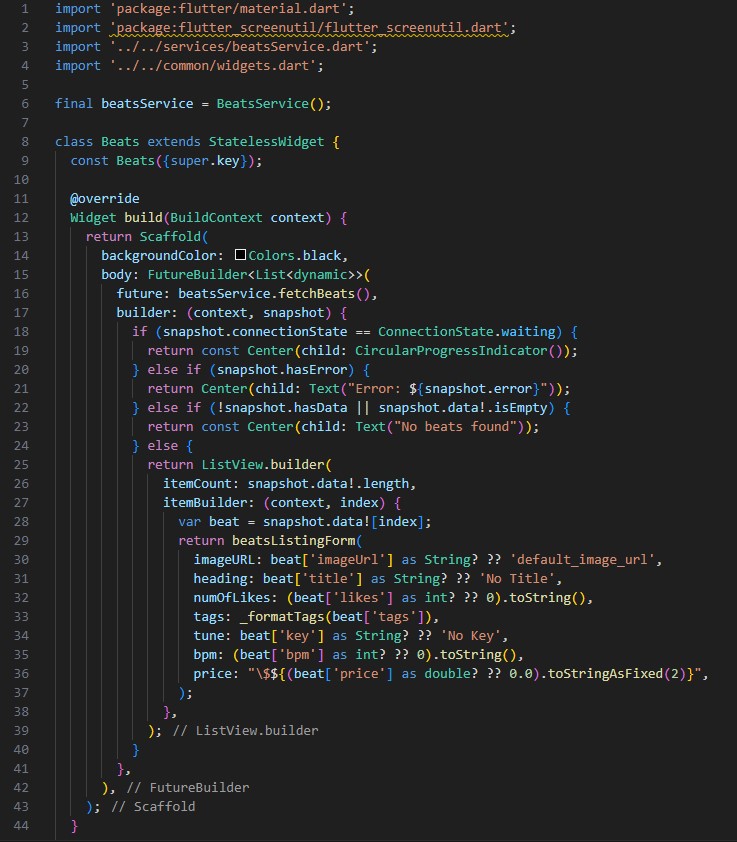 1 import 'package:flutter/material.dart';
2 import 'package:flutter_screenutil/flutter_screenutil.dart';
3 import '../../services/beatsService.dart';
4 import '../../common/widgets.dart';
5
6 final beatsService = BeatsService();
7
8 class Beats extends StatelessWidget {
9   const Beats({super.key});
10
11   @override
12   Widget build(BuildContext context) {
13     return Scaffold(
14       backgroundColor: Colors.black,
15       body: FutureBuilder<List<dynamic>>(
16         future: beatsService.fetchBeats(),
17         builder: (context, snapshot) {
18           if (snapshot.connectionState == ConnectionState.waiting) {
19             return const Center(child: CircularProgressIndicator());
20           } else if (snapshot.hasError) {
21             return Center(child: Text("Error: ${snapshot.error}"));
22           } else if (!snapshot.hasData || snapshot.data!.isEmpty) {
23             return const Center(child: Text("No beats found"));
24           } else {
25             return ListView.builder(
26               itemCount: snapshot.data!.length,
27               itemBuilder: (context, index) {
28                 var beat = snapshot.data![index];
29                 return beatsListingForm(
30                   imageURL: beat['imageUrl'] as String? ?? 'default_image_url',
31                   heading: beat['title'] as String? ?? 'No Title',
32                   numOfLikes: (beat['likes'] as int? ?? 0).toString(),
33                   tags: _formatTags(beat['tags']),
34                   tune: beat['key'] as String? ?? 'No Key',
35                   bpm: (beat['bpm'] as int? ?? 0).toString(),
36                   price: "\$${(beat['price'] as double? ?? 0.0).toStringAsFixed(2)}",
37                 );
38               },
39             ); // ListView.builder
40           }
41         },
42       ), // FutureBuilder
43     ); // Scaffold
44   }